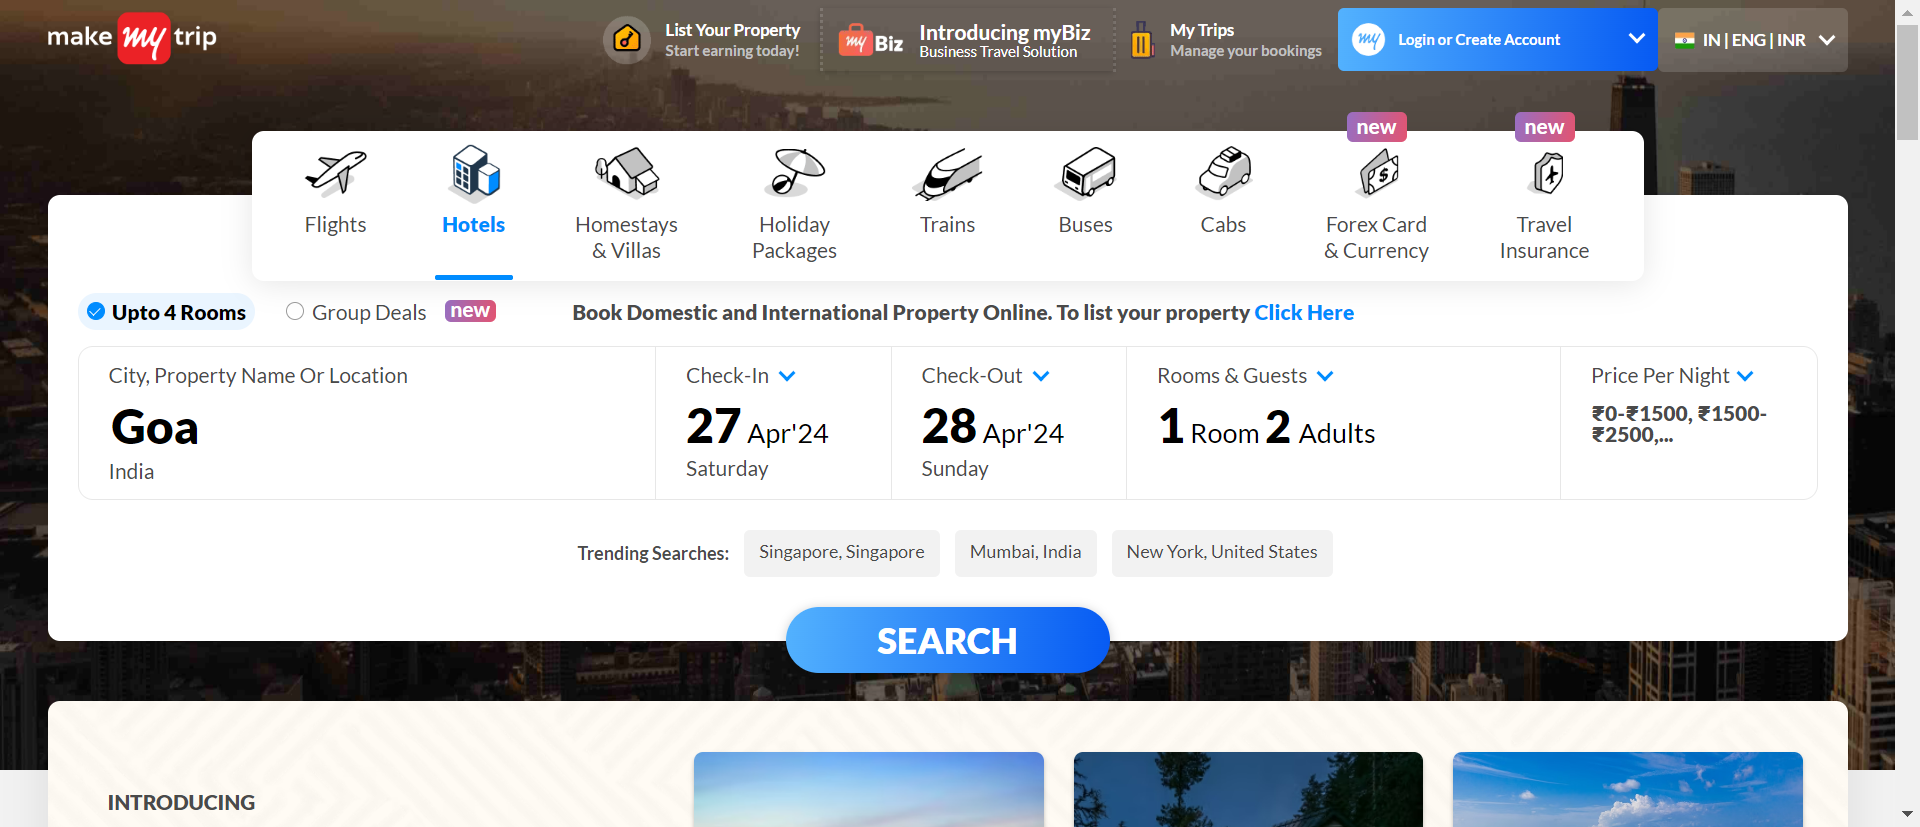 make my trip
List Your Property
Start earning today!
my Biz
Introducing myBiz
Business Travel Solution
My Trips
Manage your bookings
my
Login or Create Account
IN | ENG | INR
new
new
Flights
Hotels
Homestays
& Villas
Holiday
Packages
Trains
Buses
Cabs
Forex Card
& Currency
Travel
Insurance
Upto 4 Rooms
Group Deals
new
Book Domestic and International Property Online. To list your property Click Here
City, Property Name Or Location
Goa
India
Check-In
27 Apr'24
Saturday
Check-Out
28 Apr'24
Sunday
Rooms & Guests
1 Room 2 Adults
Price Per Night
₹0-₹1500, ₹1500-
₹2500,...
Trending Searches:
Singapore, Singapore
Mumbai, India
New York, United States
SEARCH
INTRODUCING